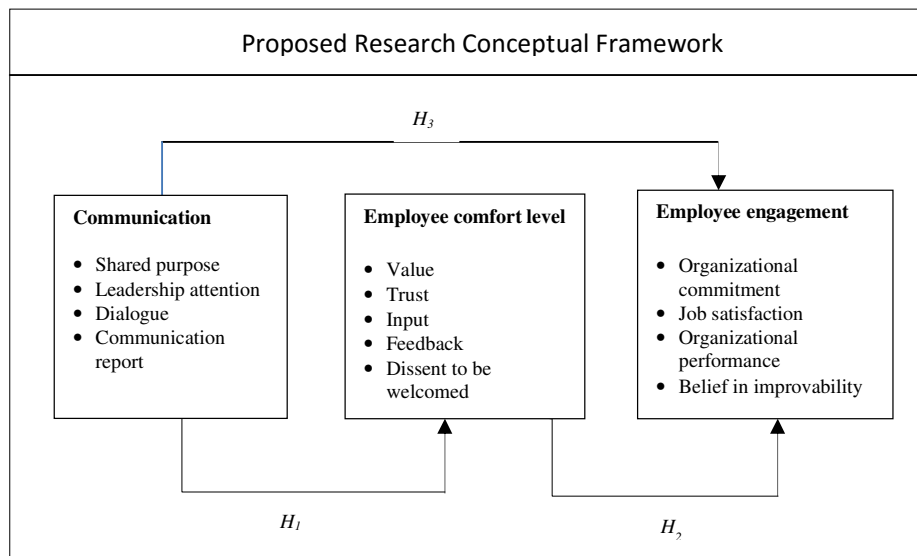 Proposed Research Conceptual Framework
H3
Communication
• Shared purpose
• Leadership attention
• Dialogue
• Communication
report
Employee comfort level
• Value
• Trust
• Input
• Feedback
• Dissent to be
welcomed
Employee engagement
• Organizational
commitment
• Job satisfaction
• Organizational
performance
• Belief in improvability
H1
H2